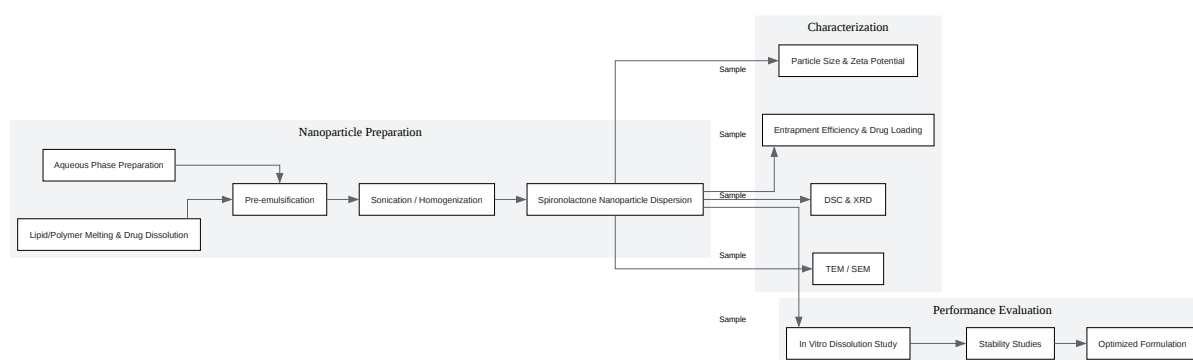 Characterization
Particle Size & Zeta Potential
Sample
Entrapment Efficiency & Drug Loading
Sample
Nanoparticle Preparation
Aqueous Phase Preparation
Pre-emulsification
Sonication / Homogenization
Spironolactone Nanoparticle Dispersion
Sample
DSC & XRD
Lipid/Polymer Melting & Drug Dissolution
Sample
TEM / SEM
Performance Evaluation
Sample
In Vitro Dissolution Study
Stability Studies
Optimized Formulation